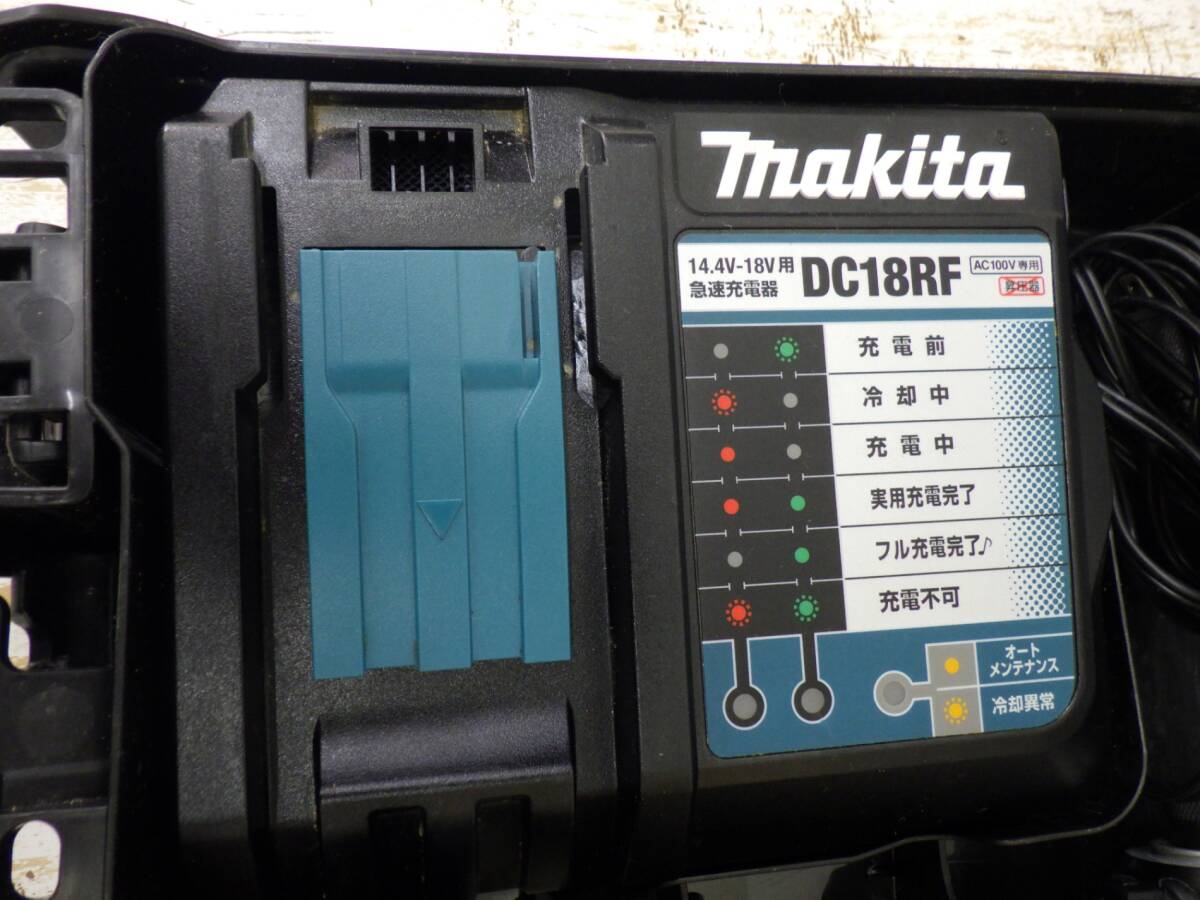 makita
14.4V-18V用
急速充電器
DC18RF
AC100V専用
昇圧器
充電前
冷却中
充電中
実用充電完了
フル充電完了♪
充電不可
オート
メンテナンス
冷却異常